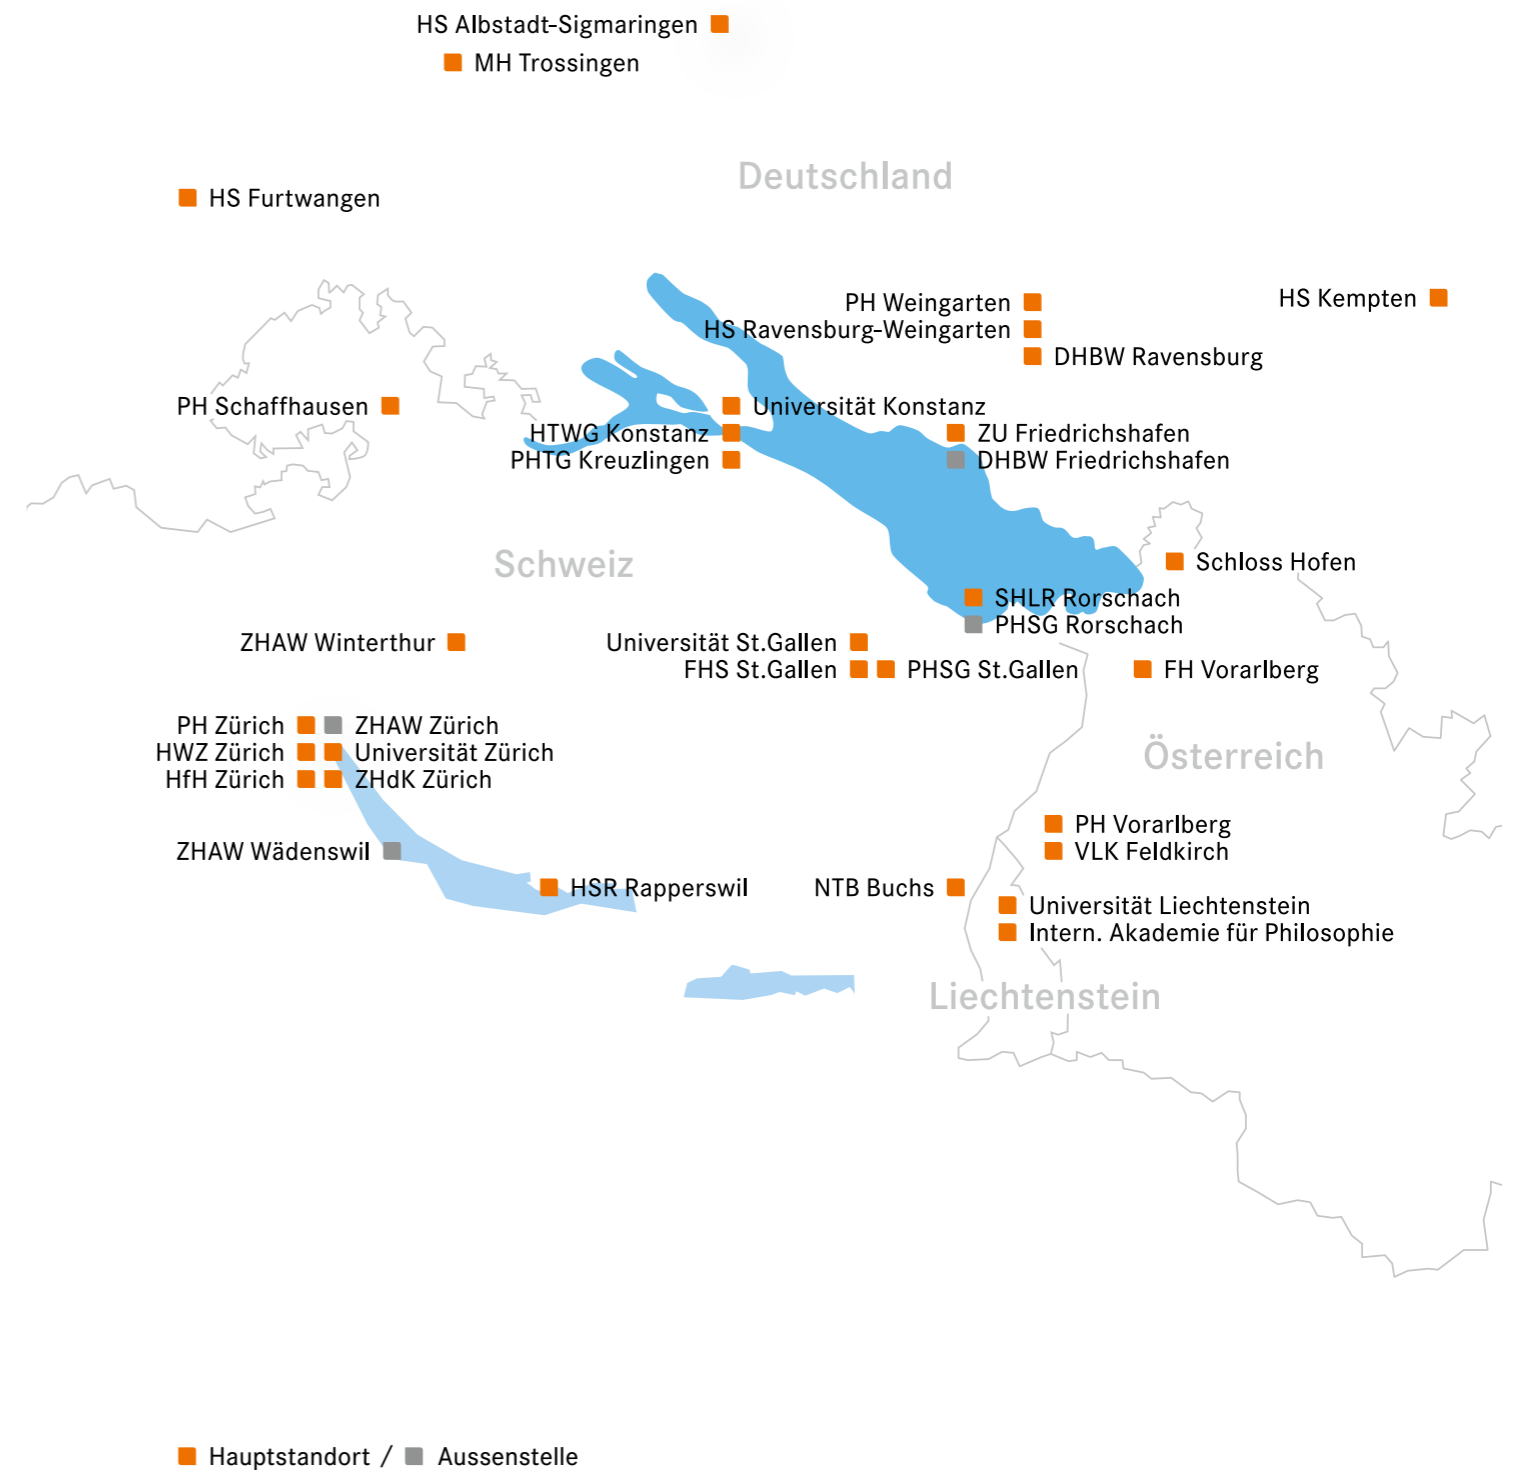 HS Albstadt-Sigmaringen
MH Trossingen
Deutschland
HS Furtwangen
PH Weingarten
HS Kempten
HS Ravensburg-Weingarten
DHBW Ravensburg
PH Schaffhausen
Universität Konstanz
HTWG Konstanz
ZU Friedrichshafen
PHTG Kreuzlingen
DHBW Friedrichshafen
Schweiz
Schloss Hofen
SHLR Rorschach
PHSG Rorschach
ZHAW Winterthur
Universität St.Gallen
FHS St.Gallen
PHSG St.Gallen
FH Vorarlberg
PH Zürich
ZHAW Zürich
HWZ Zürich
Universität Zürich
Österreich
HfH Zürich
ZHdK Zürich
PH Vorarlberg
ZHAW Wädenswil
VLK Feldkirch
HSR Rapperswil
NTB Buchs
Universität Liechtenstein
Intern. Akademie für Philosophie
Liechtenstein
Hauptstandort / Aussenstelle